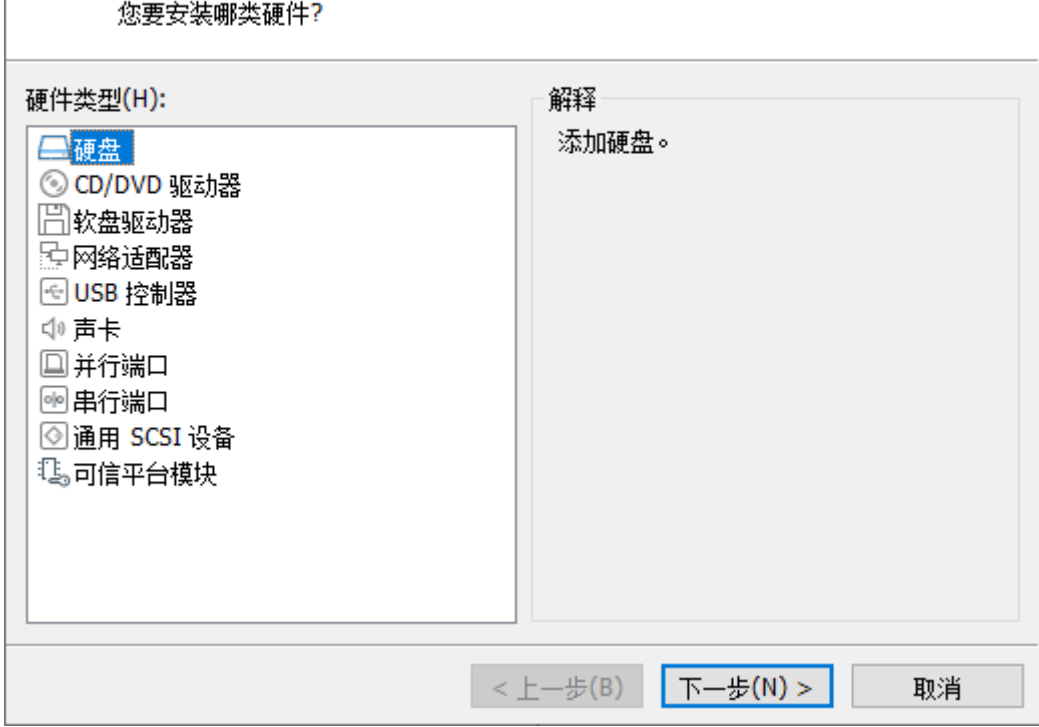 您要安装哪类硬件?
硬件类型(H):
硬盘
CD/DVD 驱动器
软盘驱动器
网络适配器
USB 控制器
声卡
并行端口
串行端口
通用 SCSI 设备
可信平台模块
解释
添加硬盘。
< 上一步(B)
下一步(N) >
取消